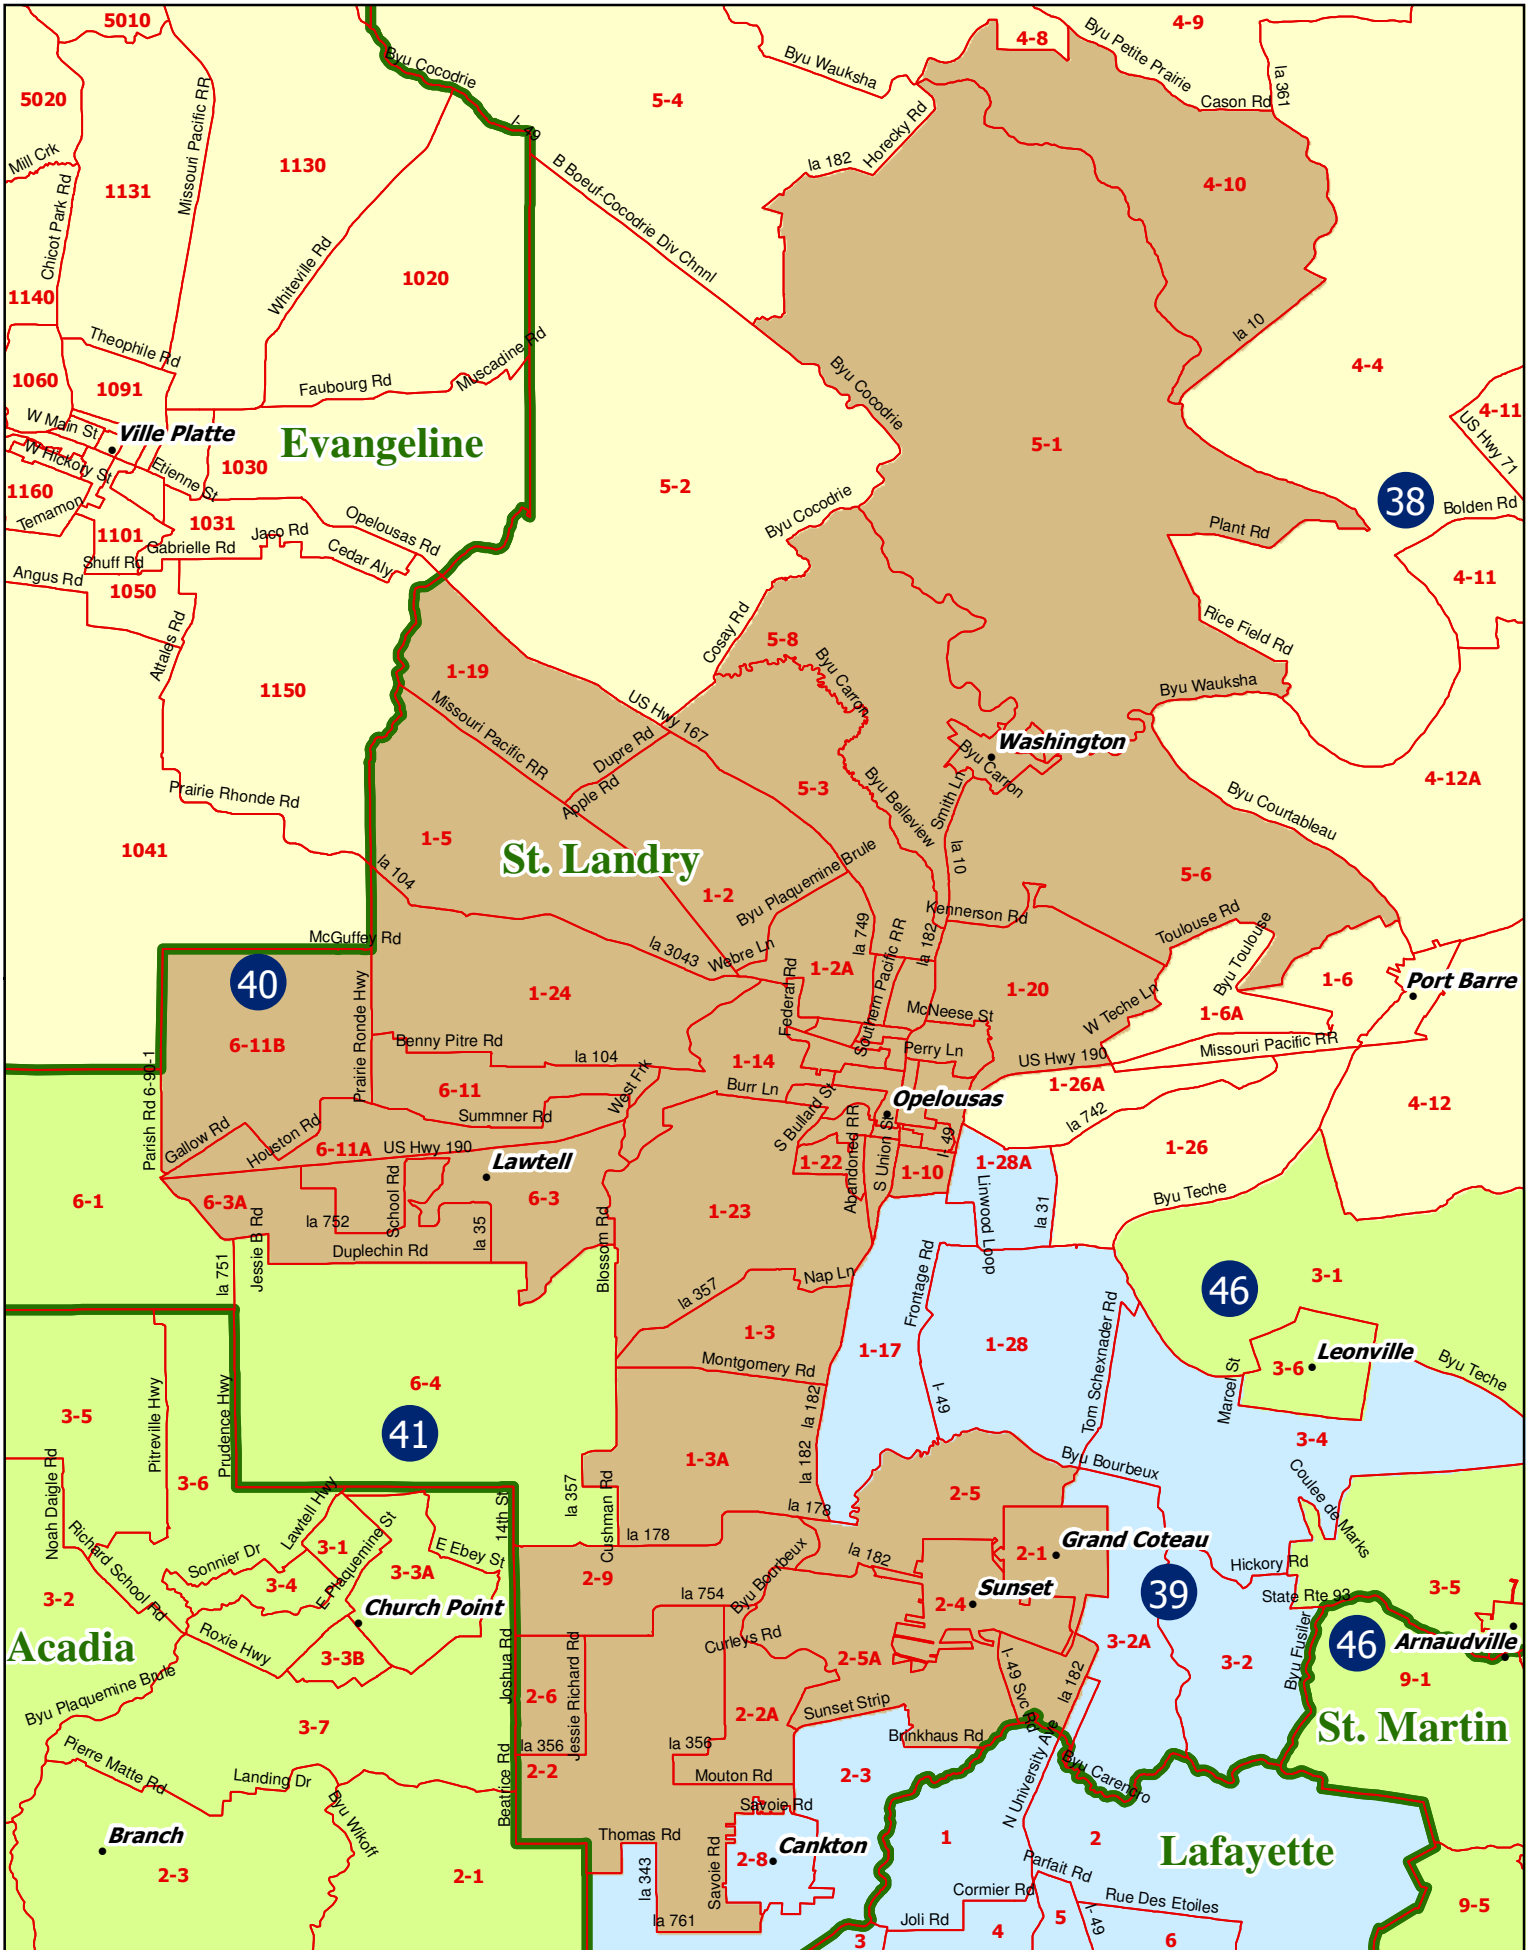 5010
4-8
Byu Petite Prairie
4-9
Byu Cocodrie
Byu Wauksha
la 361
5020
Missouri Pacific RR
5-4
Cason Rd
I- 49
Horecky Rd
Mill Crk
la 182
1131
1130
B Boeuf-Cocodrie Div Chnnl
4-10
Chicot Park Rd
Whiteville Rd
1020
1140
la 10
Theophile Rd
Muscadine Rd
4-4
1060
1091
Faubourg Rd
Byu Cocodrie
4-11
W Main St
Ville Platte
Evangeline
5-1
US Hwy 71
W Hickory St
Etienne St
1030
1160
5-2
38
Temamon
1031
Opelousas Rd
Byu Cocodrie
Bolden Rd
1101
Jaco Rd
Plant Rd
Gabrielle Rd
Cedar Aly
Shuff Rd
Angus Rd
1050
4-11
Attales Rd
Cosay Rd
5-8
Rice Field Rd
1-19
Byu Carron
1150
Missouri Pacific RR
US Hwy 167
Byu Wauksha
Dupre Rd
Washington
Byu Carron
4-12A
Prairie Rhonde Rd
Apple Rd
5-3
Byu Belleview
Smith Ln
Byu Courtableau
1041
1-5
St. Landry
la 10
la 104
1-2
Byu Plaquemine Brule
5-6
Kennerson Rd
Toulouse Rd
McGuffey Rd
la 3043
Webre Ln
la 749
la 182
Byu Toulouse
40
Federal Rd
1-2A
Southern Pacific RR
1-6
Port Barre
Prairie Ronde Hwy
1-24
1-20
W Teche Ln
1-6A
McNeese St
6-11B
Benny Pitre Rd
la 104
1-14
Perry Ln
US Hwy 190
Missouri Pacific RR
Parish Rd 6-90-1
6-11
West Frk
Burr Ln
1-26A
Opelousas
4-12
Summner Rd
S Bullard St
la 742
Gallow Rd
Houston Rd
6-11A
US Hwy 190
Abandoned RR
S Union St
I- 49
1-26
Lawtell
1-22
1-10
1-28A
6-1
6-3A
School Rd
6-3
Linwood Loop
Byu Teche
la 752
la 35
1-23
la 31
Jessie B Rd
Duplechin Rd
Blossom Rd
la 751
Nap Ln
Frontage Rd
46
3-1
la 357
Tom Schexnader Rd
1-3
1-17
1-28
Leonville
Montgomery Rd
3-6
Byu Teche
6-4
la 182
I- 49
Marcel St
3-5
Pitreville Hwy
Prudence Hwy
41
3-4
1-3A
la 182
Byu Bourbeux
3-6
Noah Daigle Rd
la 357
Cushman Rd
2-5
Coulee de Marks
Lawtell Hwy
14th St
la 178
la 178
Richard School Rd
Sonnier Dr
3-1
E Plaquemine St
E Ebey St
la 182
2-1
Grand Coteau
Hickory Rd
3-4
3-3A
2-9
Byu Bourbeux
Sunset
39
3-5
3-2
la 754
2-4
State Rte 93
Church Point
Roxie Hwy
Curleys Rd
3-2A
46
Arnaudville
Acadia
3-3B
Joshua Rd
Jessie Richard Rd
2-5A
I- 49 Svc Rd
la 182
3-2
Byu Fusiler
9-1
Byu Plaquemine Brule
2-6
2-2A
Sunset Strip
St. Martin
3-7
la 356
la 356
Brinkhaus Rd
N University Ave
Pierre Matte Rd
Landing Dr
2-2
Mouton Rd
2-3
Byu Carencro
Beatrice Rd
Byu Wikoff
Savoie Rd
Branch
Thomas Rd
Cankton
1
2
Lafayette
2-3
2-1
la 343
Savoie Rd
2-8
Parfait Rd
Cormier Rd
Rue Des Etoiles
9-5
la 761
Joli Rd
5
I- 49
3
4
6